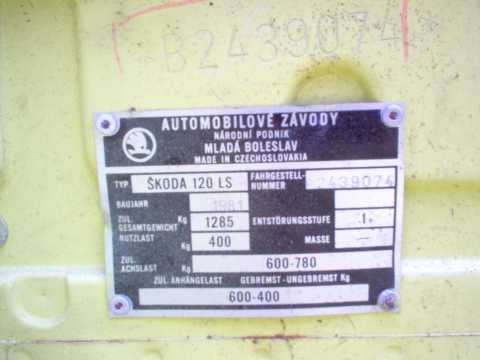 *B2439074*
AUTOMOBILOVÉ ZÁVODY
NÁRODNÍ PODNIK
MLADÁ BOLESLAV
MADE IN CZECHOSLOVAKIA
TYP ŠKODA 120 LS FAHRGESTELL-NUMMER 2439074
BAUJAHR 1981
ZUL. GESAMTGEWICHT Kg 1285 ENTSTÖRUNGSSTUFE 1
NUTZLAST Kg 400 MASSE
ZUL. ACHSLAST Kg 600-780
ZUL. ANHÄNGELAST GEBREMST-UNGEBREMST Kg
600-400